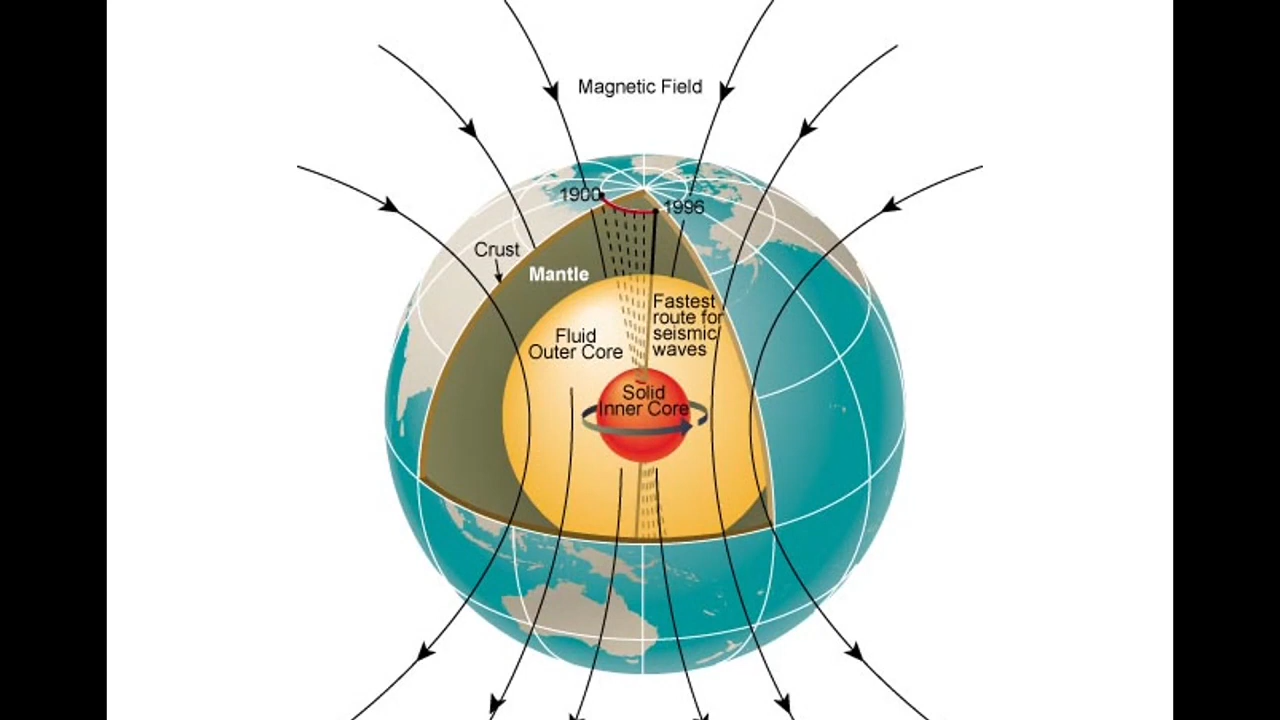 Magnetic Field
1900
1996
Crust
Mantle
Fastest
route for
seismic
waves
Fluid
Outer Core
Solid
Inner Core